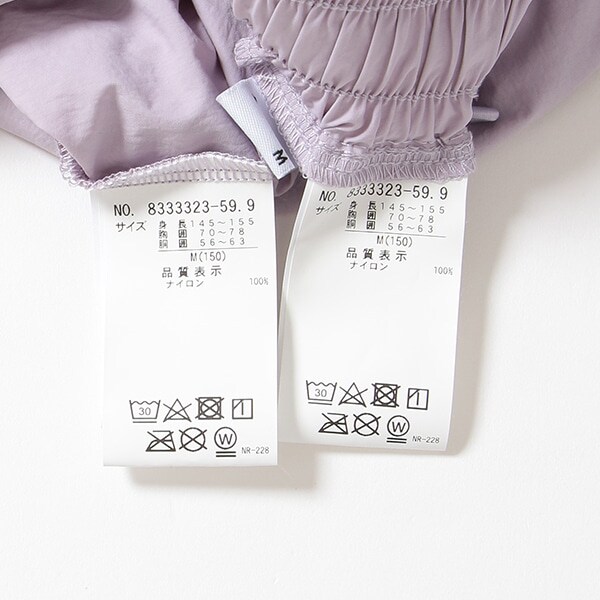 M
NO. 8333323-59.9
サイズ 身長 145～155
胸囲 70～78
胴囲 56～63
M(150)
品質表示
ナイロン 100%
30
W
NR-228
NO. 8333323-59.9
サイズ 身長 145～155
胸囲 70～78
胴囲 56～63
M(150)
品質表示
ナイロン 100%
30
W
NR-228